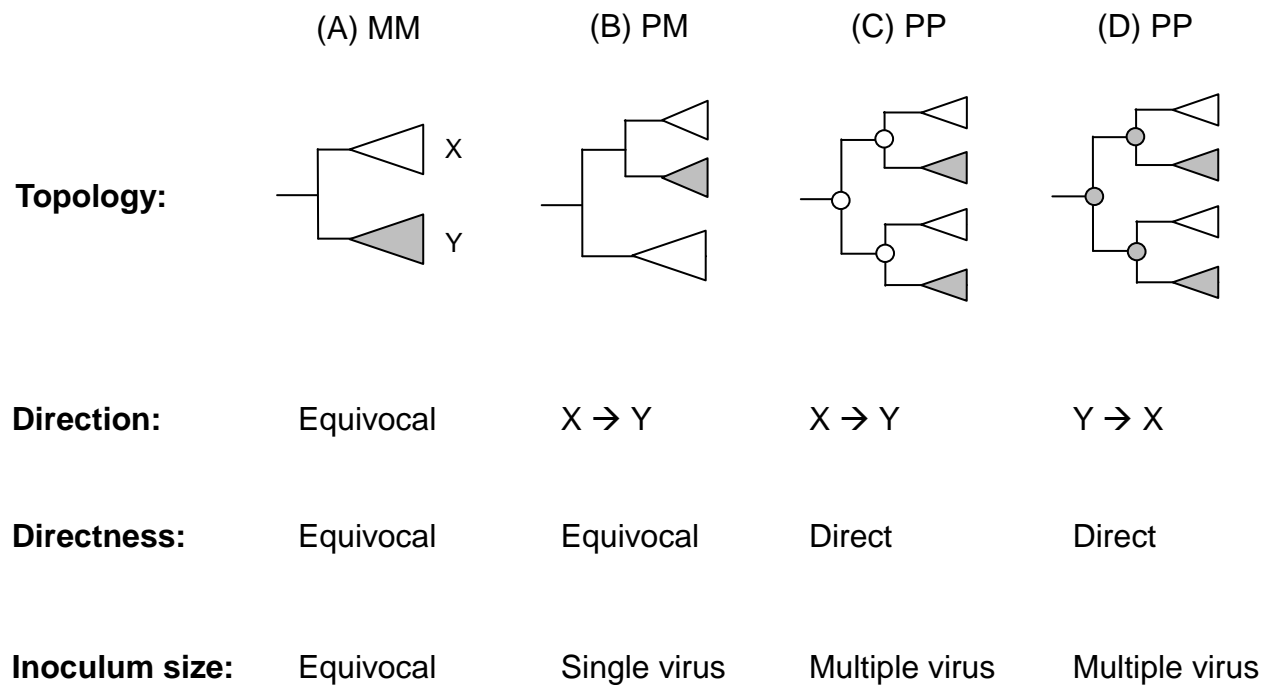 (A) MM (B) PM (C) PP (D) PP
X
Topology:
Y
Direction: Equivocal X → Y X → Y Y → X
Directness: Equivocal Equivocal Direct Direct
Inoculum size: Equivocal Single virus Multiple virus Multiple virus